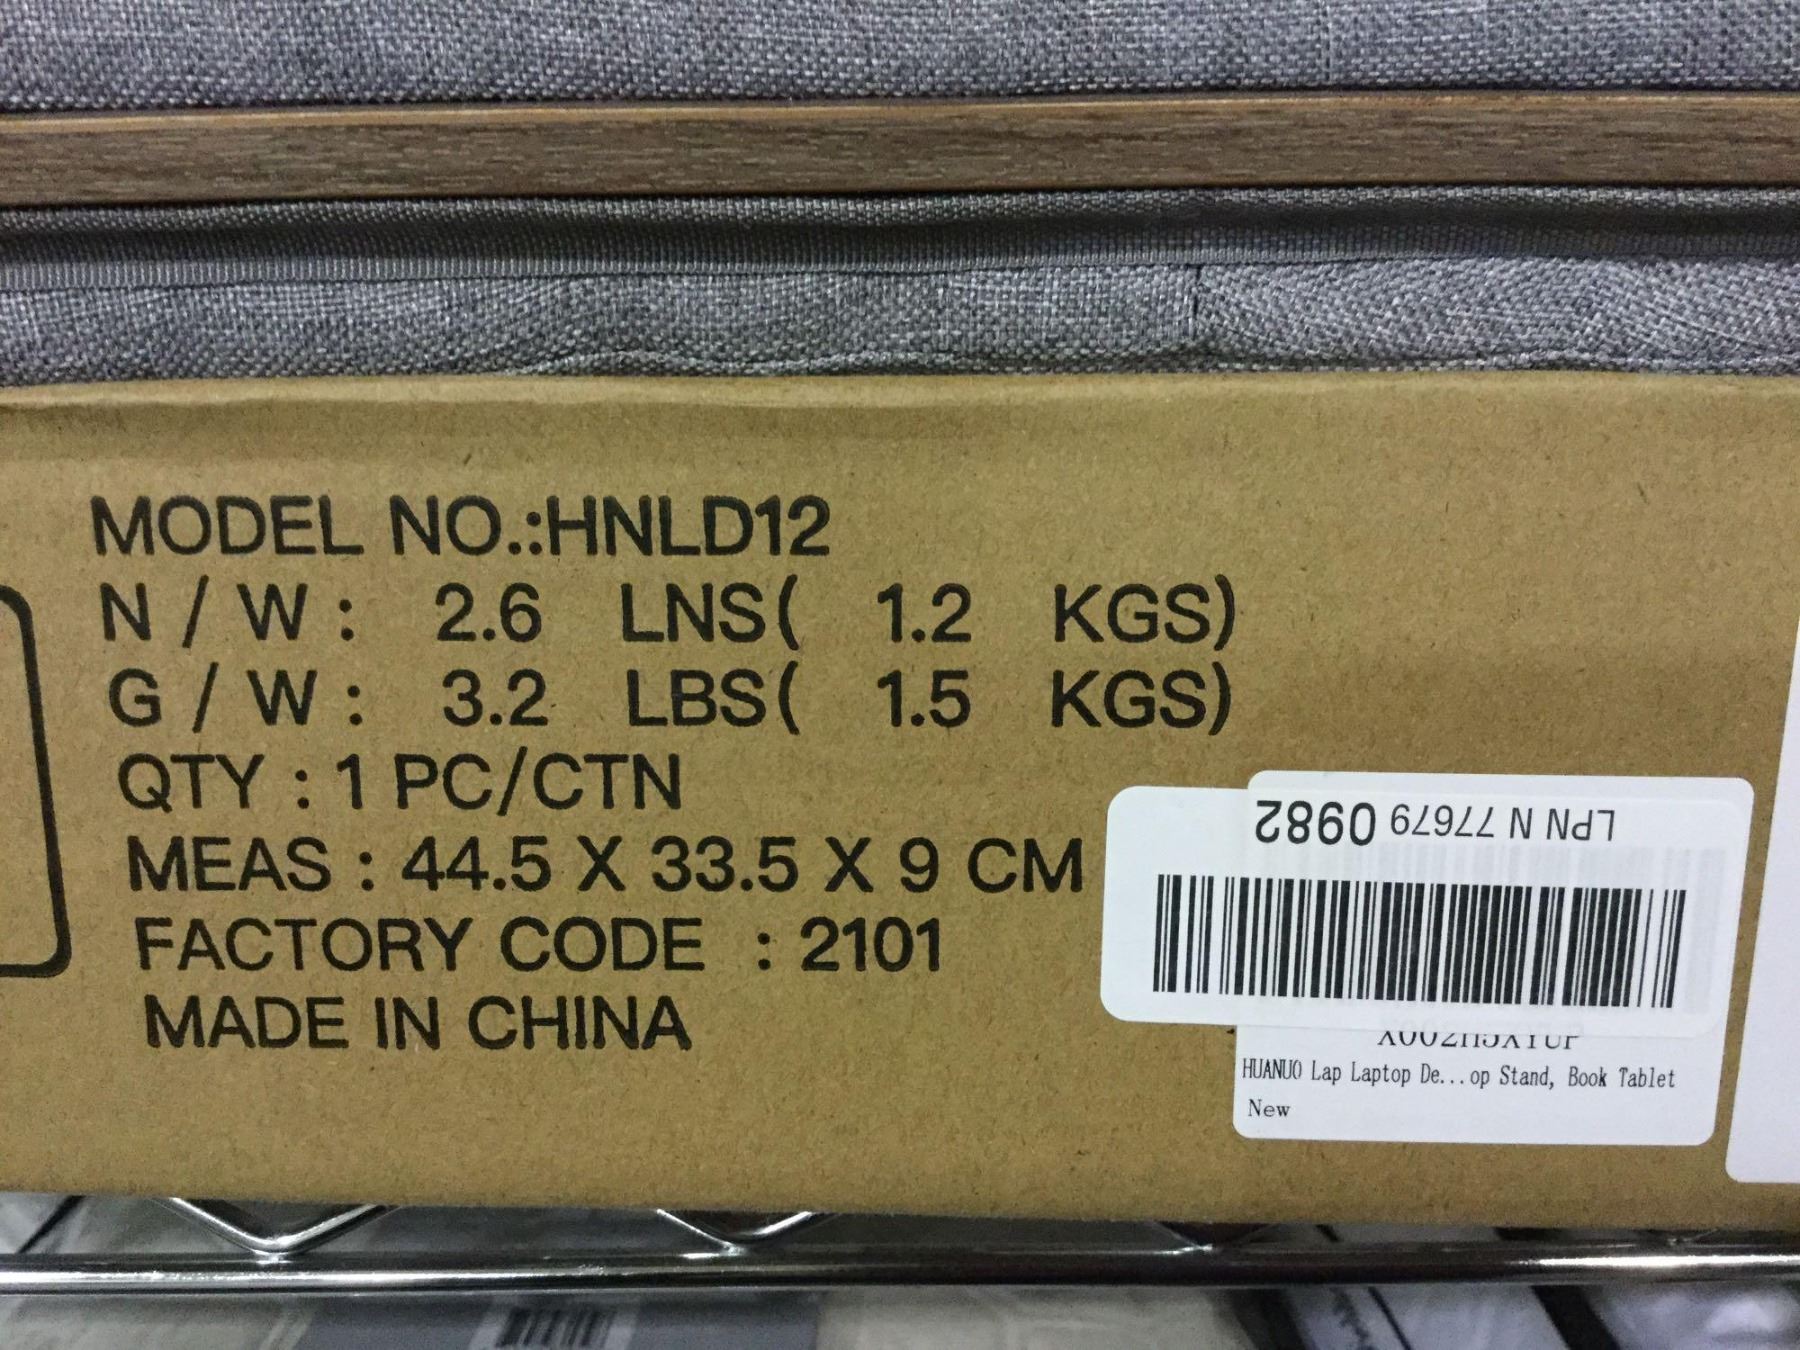 MODEL NO.:HNLD12
N / W : 2.6 LNS( 1.2 KGS)
G / W : 3.2 LBS( 1.5 KGS)
QTY : 1 PC/CTN
MEAS : 44.5 X 33.5 X 9 CM
FACTORY CODE : 2101
MADE IN CHINA
LPN N 77679 0982
HUANUO Lap Laptop De...op Stand, Book Tablet
New